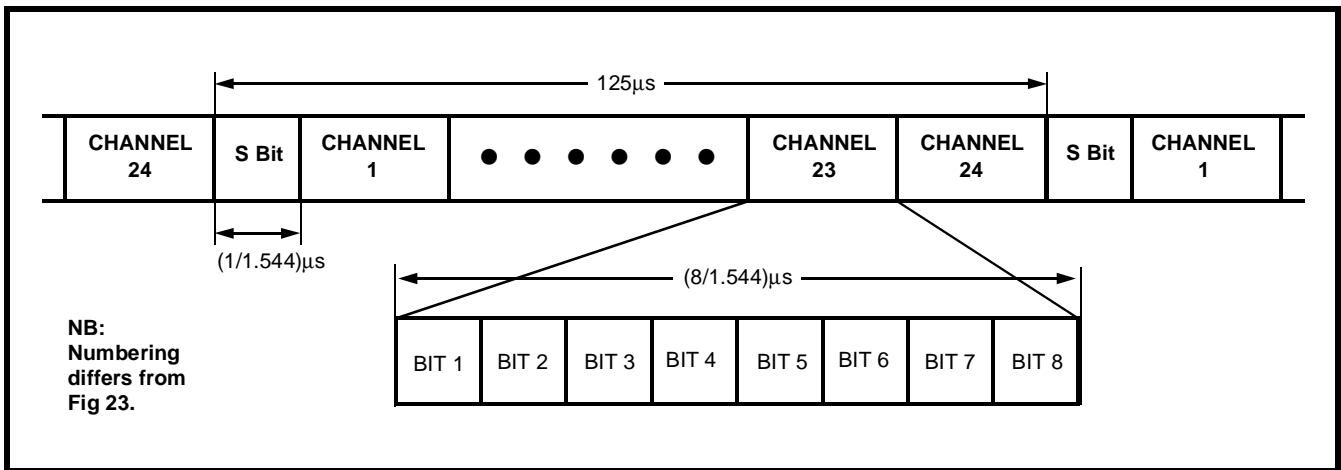 125μs
CHANNEL 24
S Bit
CHANNEL 1
CHANNEL 23
CHANNEL 24
S Bit
CHANNEL 1
(1/1.544)μs
(8/1.544)μs
BIT 1 BIT 2 BIT 3 BIT 4 BIT 5 BIT 6 BIT 7 BIT 8
NB:
Numbering
differs from
Fig 23.